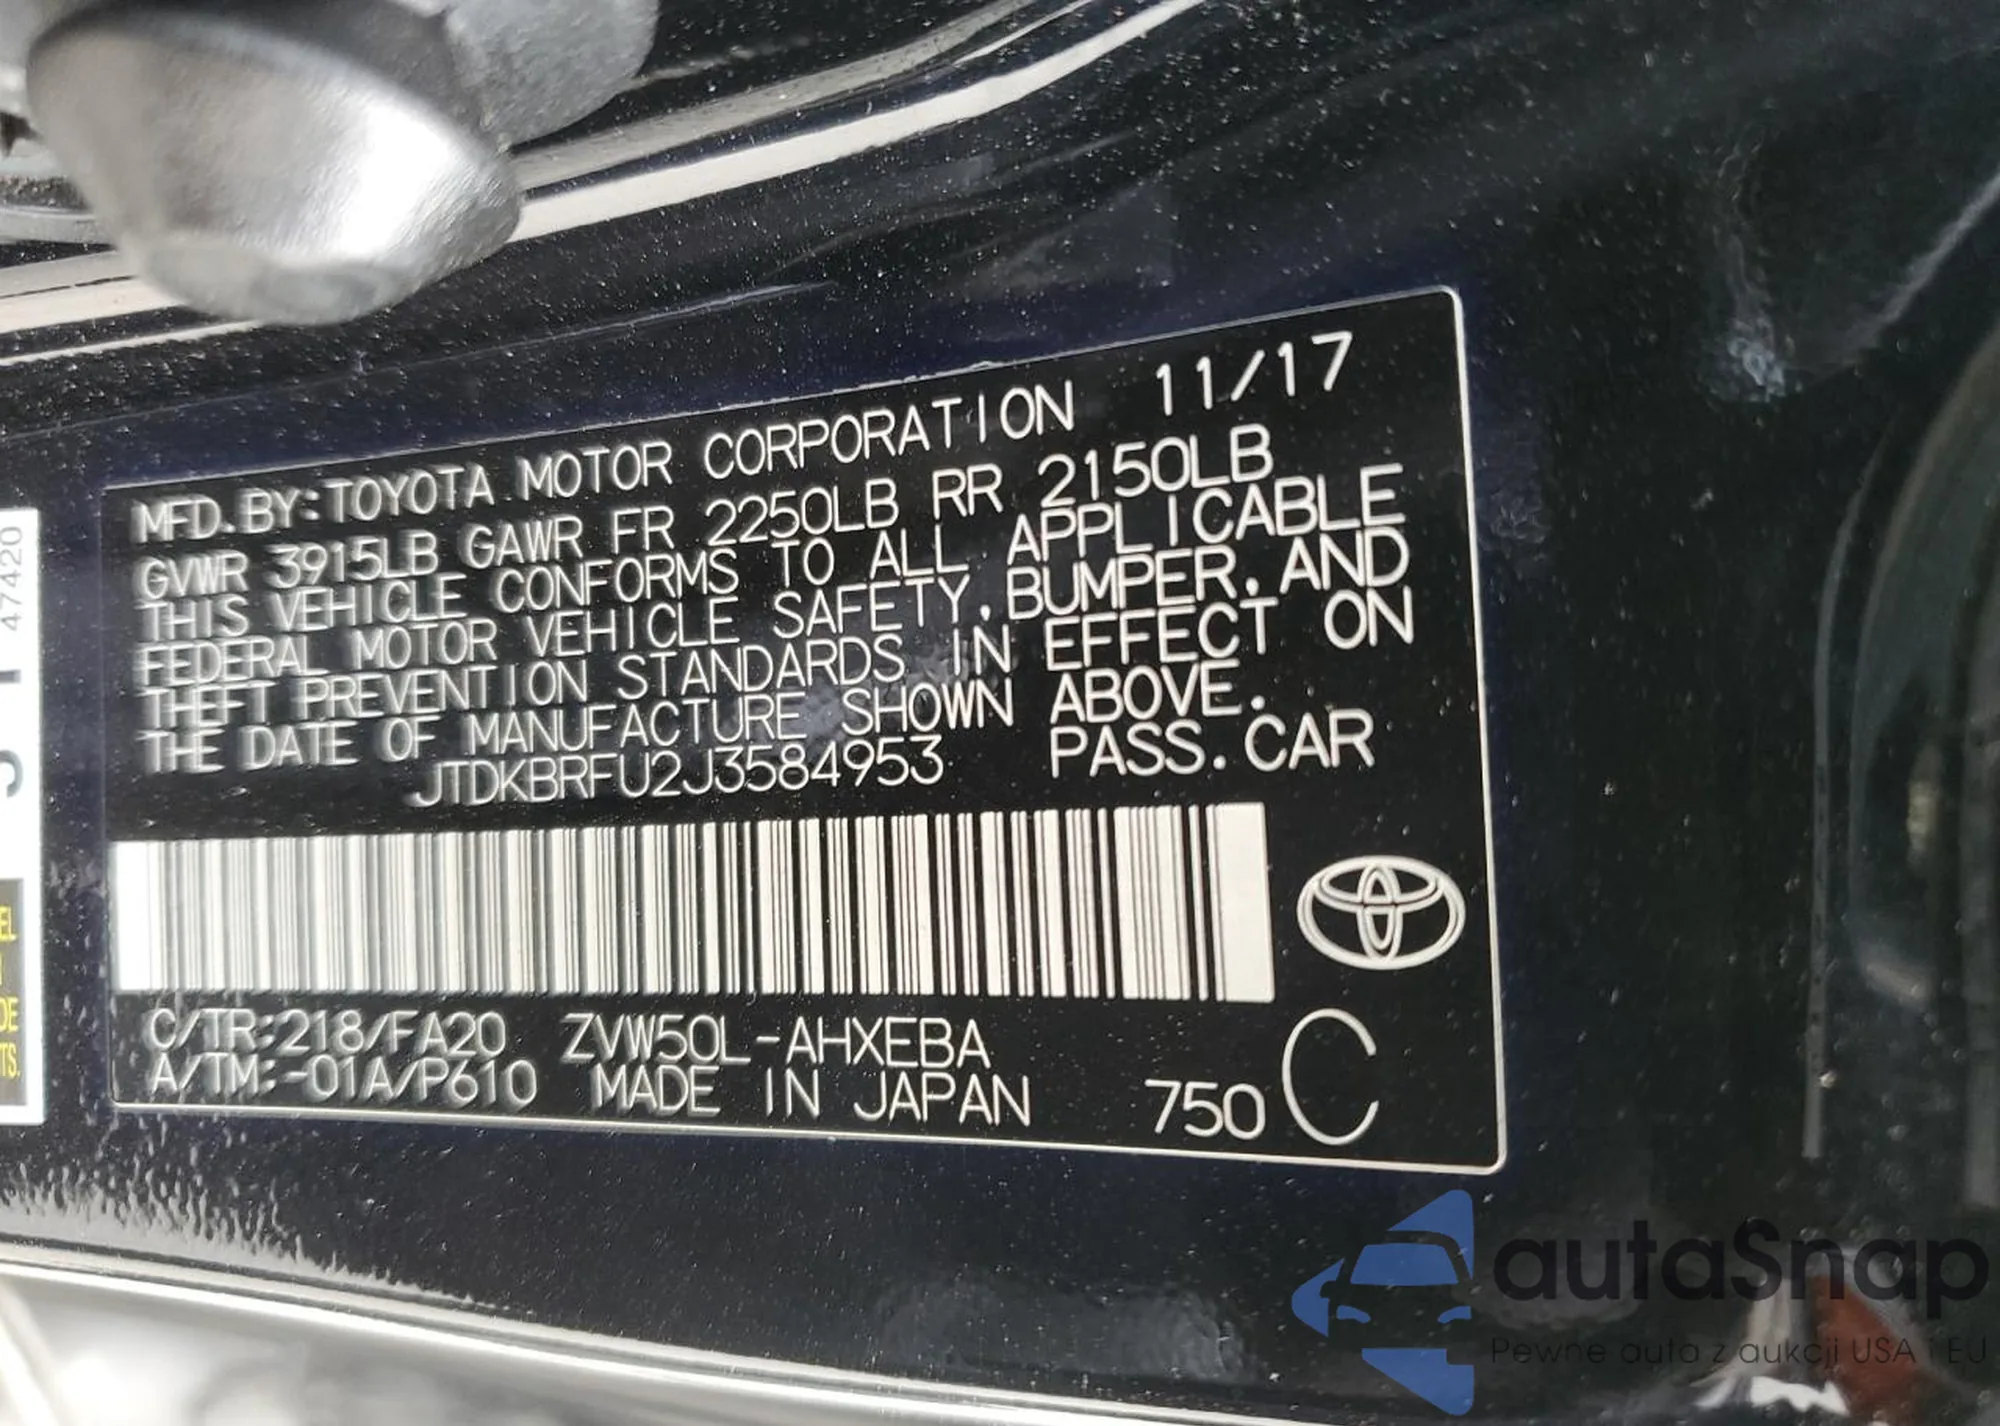 MFD.BY:TOYOTA MOTOR CORPORATION 11/17
GVWR 3915LB GAWR FR 2250LB RR 2150LB
THIS VEHICLE CONFORMS TO ALL APPLICABLE
FEDERAL MOTOR VEHICLE SAFETY, BUMPER, AND
THEFT PREVENTION STANDARDS IN EFFECT ON
THE DATE OF MANUFACTURE SHOWN ABOVE.
JTDKBRFU2J3584953 PASS.CAR
C/TR:218/FA20 ZVW50L-AHXEBA
A/TM:-01A/P610 MADE IN JAPAN 750 C
47420
autaSnap
Pewne auta z aukcji USA i EU